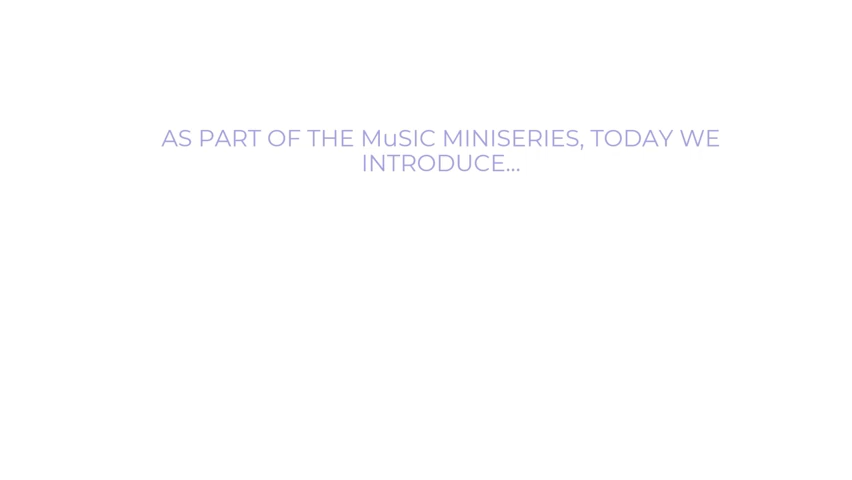 AS PART OF THE MuSIC MINISERIES, TODAY WE
INTRODUCE...